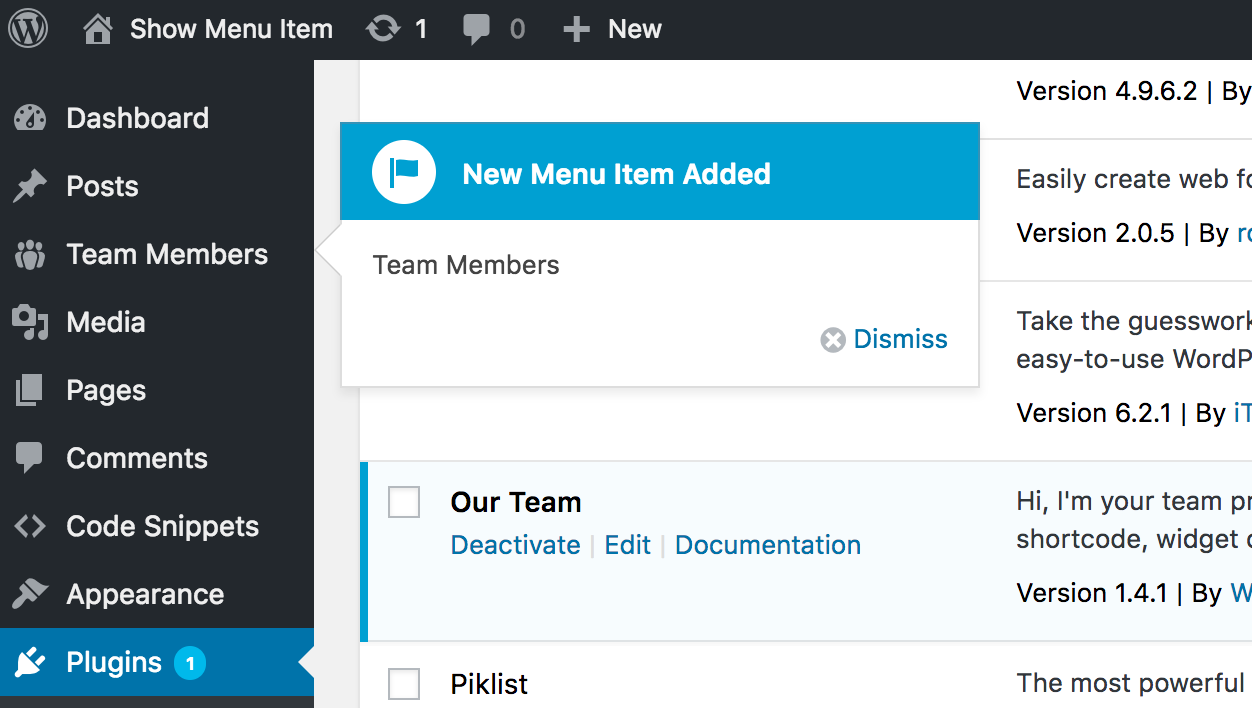 Show Menu Item 1 0 New
Dashboard
Posts
Team Members
Media
Pages
Comments
Code Snippets
Appearance
Plugins 1
New Menu Item Added
Team Members
Dismiss
Our Team
Deactivate | Edit | Documentation
Piklist
Version 4.9.6.2 | By
Easily create web fo
Version 2.0.5 | By ro
Take the guesswork
easy-to-use WordP
Version 6.2.1 | By iT
Hi, I'm your team pr
shortcode, widget
Version 1.4.1 | By W
The most powerful